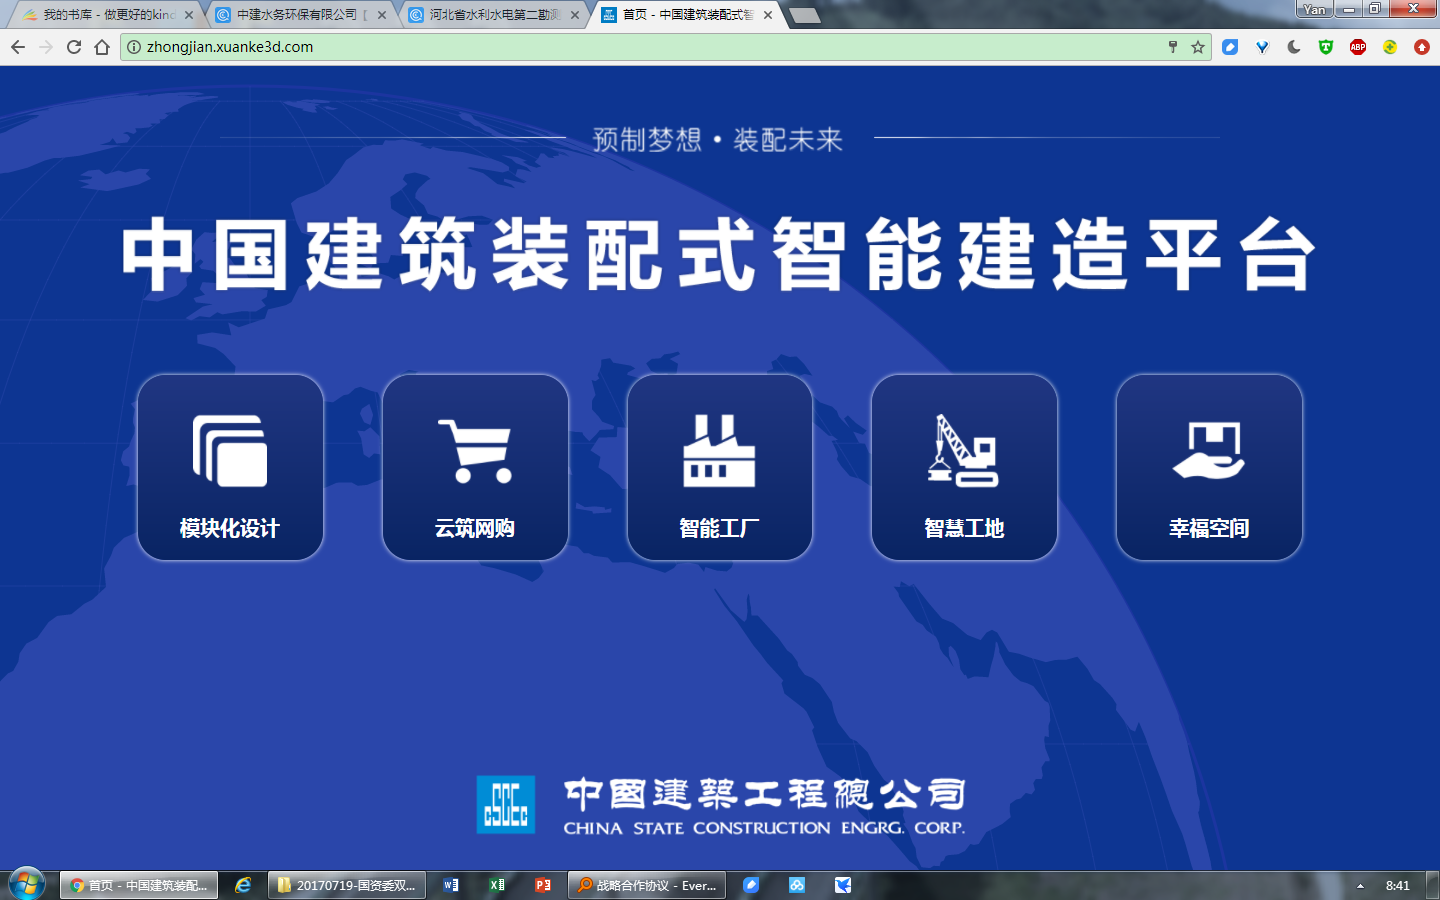 我的书库 - 做更好的kind
中建水务环保有限公司
河北省水利水电第二勘测
首页 - 中国建筑装配式智
Yan
zhongjian.xuanke3d.com
ABP
预制梦想·装配未来
中国建筑装配式智能建造平台
模块化设计
云筑网购
智能工厂
智慧工地
幸福空间
中國建築工程總公司
CHINA STATE CONSTRUCTION ENGRG. CORP.
首页 - 中国建筑装配...
20170719-国资委双...
战略合作协议 - Ever...
8:41